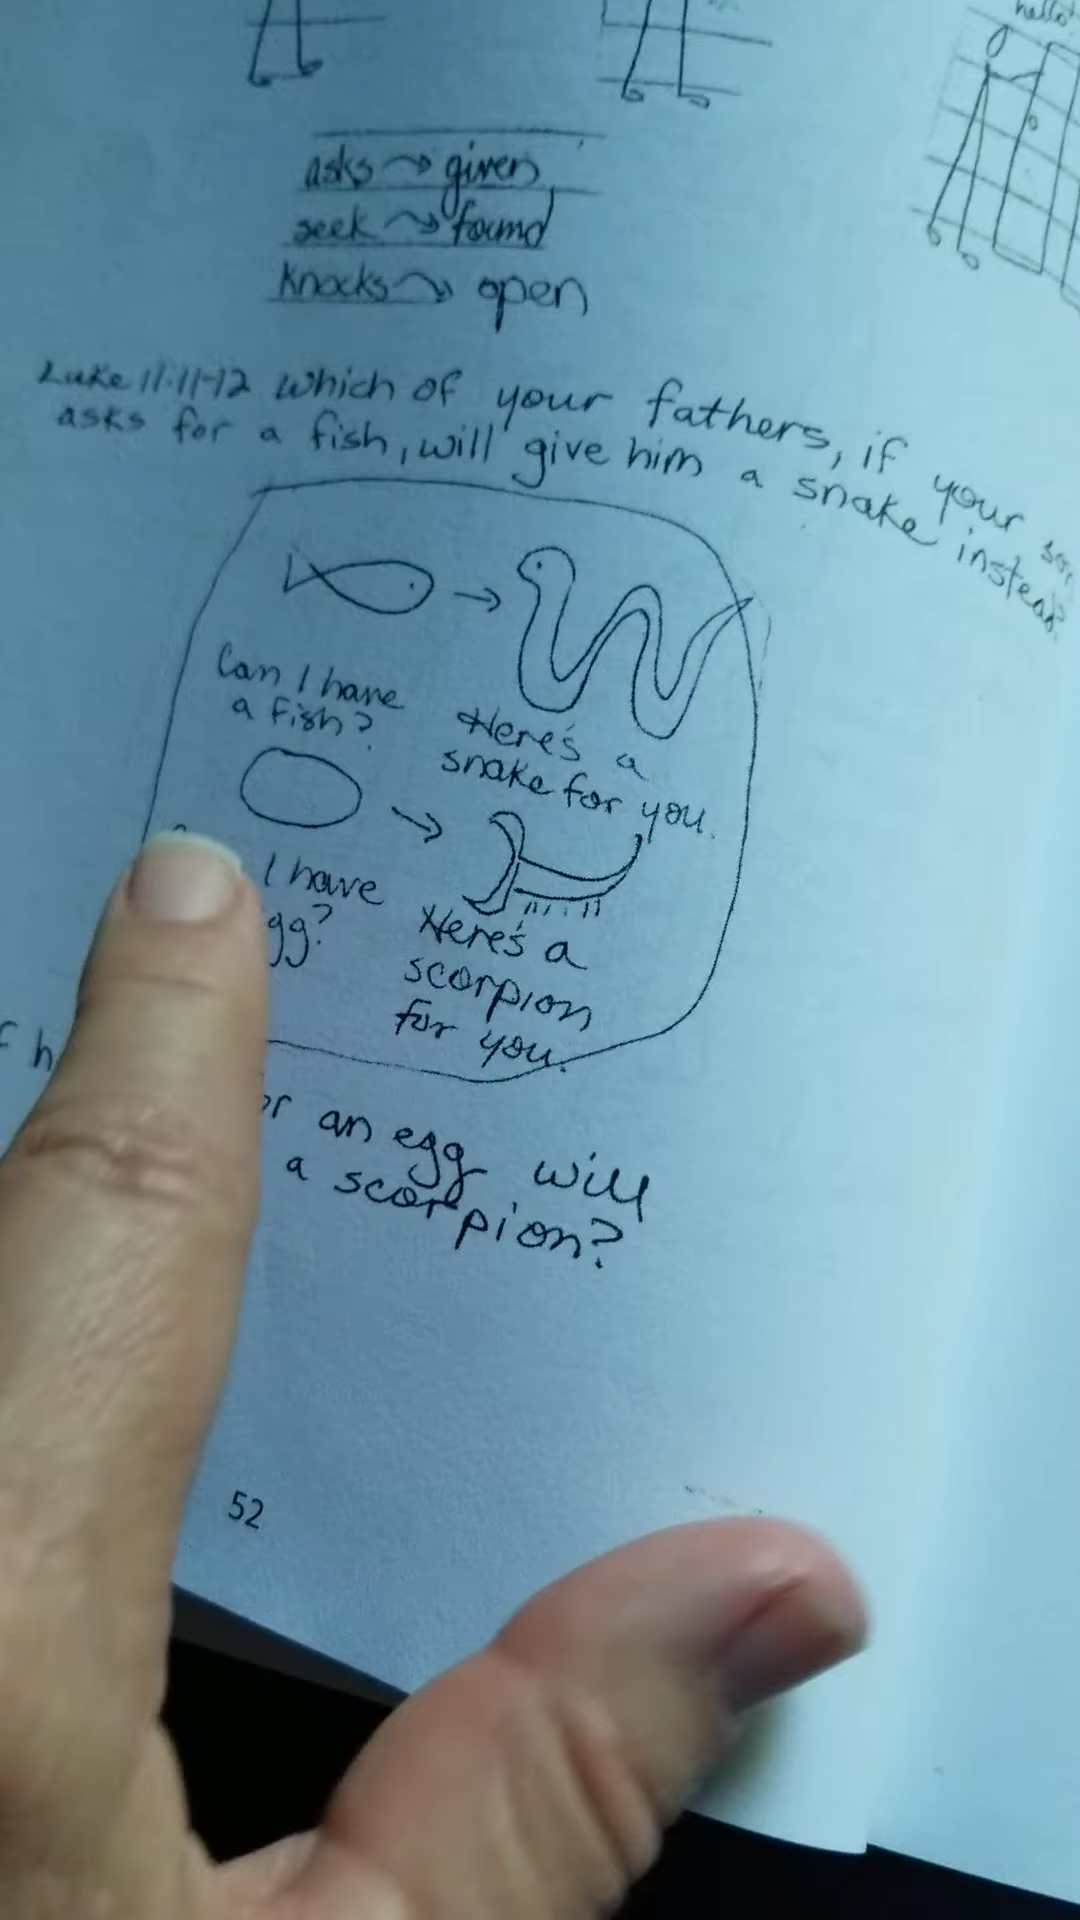 hello!
asks → given
seek → found
Knocks → open
Luke 11:11-12 which of your fathers, if your son
asks for a fish, will give him a snake instead?
Can I have
a fish?
Here's a
snake for you.
I have
gg?
Here's a
scorpion
for you.
f h
or an egg will
a scorpion?
52